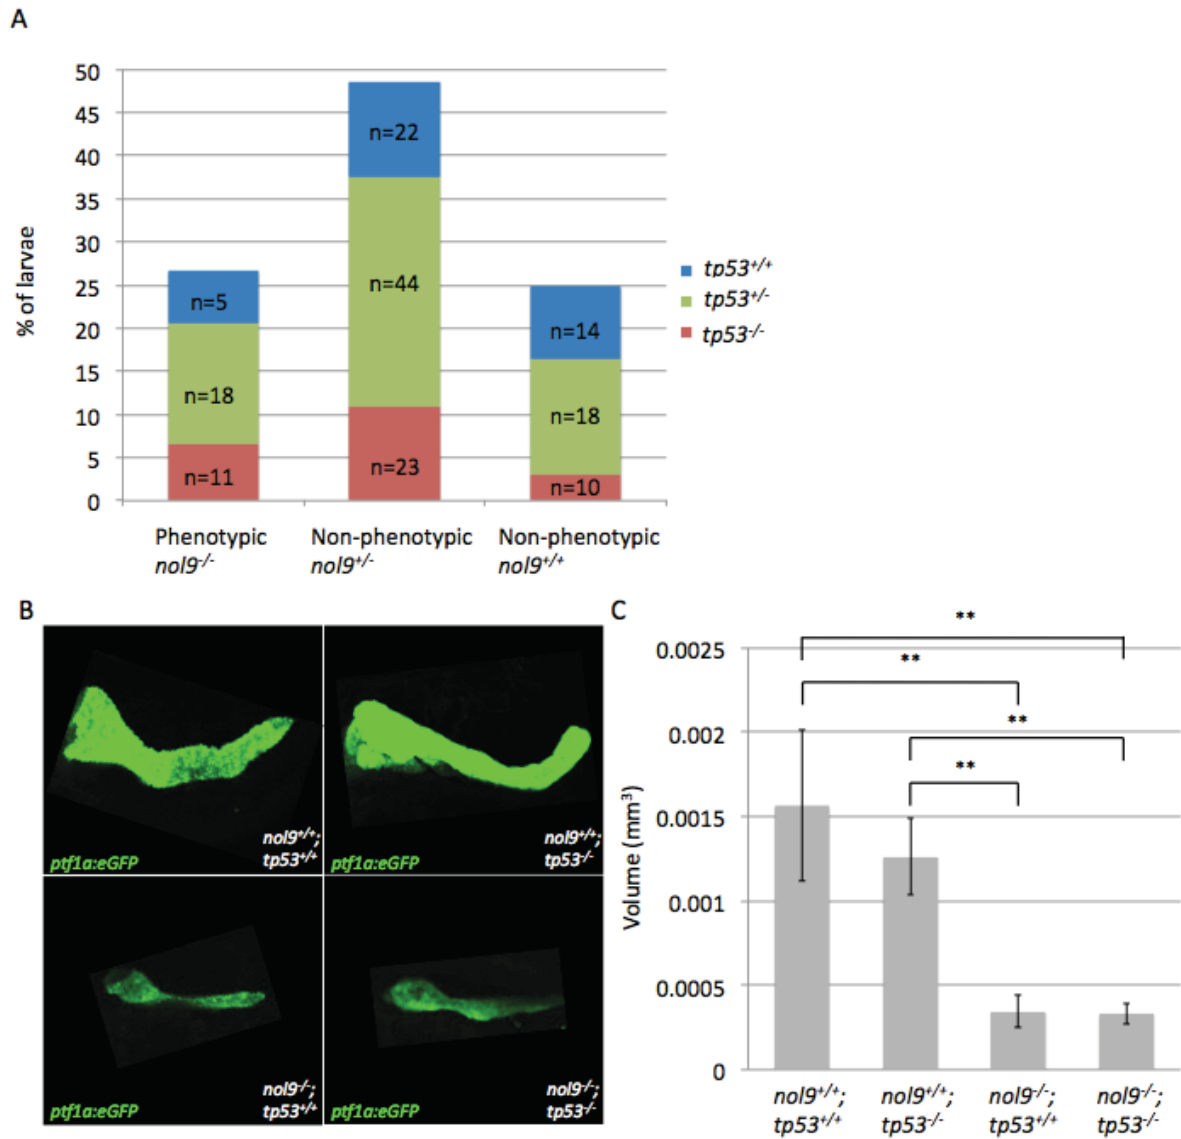 A
50
45
40
35
30
25
20
15
10
5
0
% of larvae
n=22
n=44
n=23
n=5
n=18
n=11
n=14
n=18
n=10
tp53+/+
tp53+/-
tp53-/-
Phenotypic
nol9-/-
Non-phenotypic
nol9+/-
Non-phenotypic
nol9+/+
B
ptf1a:eGFP
nol9+/+;
tp53+/+
ptf1a:eGFP
nol9+/+;
tp53-/-
ptf1a:eGFP
nol9-/-;
tp53+/+
ptf1a:eGFP
nol9-/-;
tp53-/-
C
**
**
**
**
0.0025
0.002
0.0015
0.001
0.0005
0
Volume (mm³)
nol9+/+;
tp53+/+
nol9+/+;
tp53-/-
nol9-/-;
tp53+/+
nol9-/-;
tp53-/-